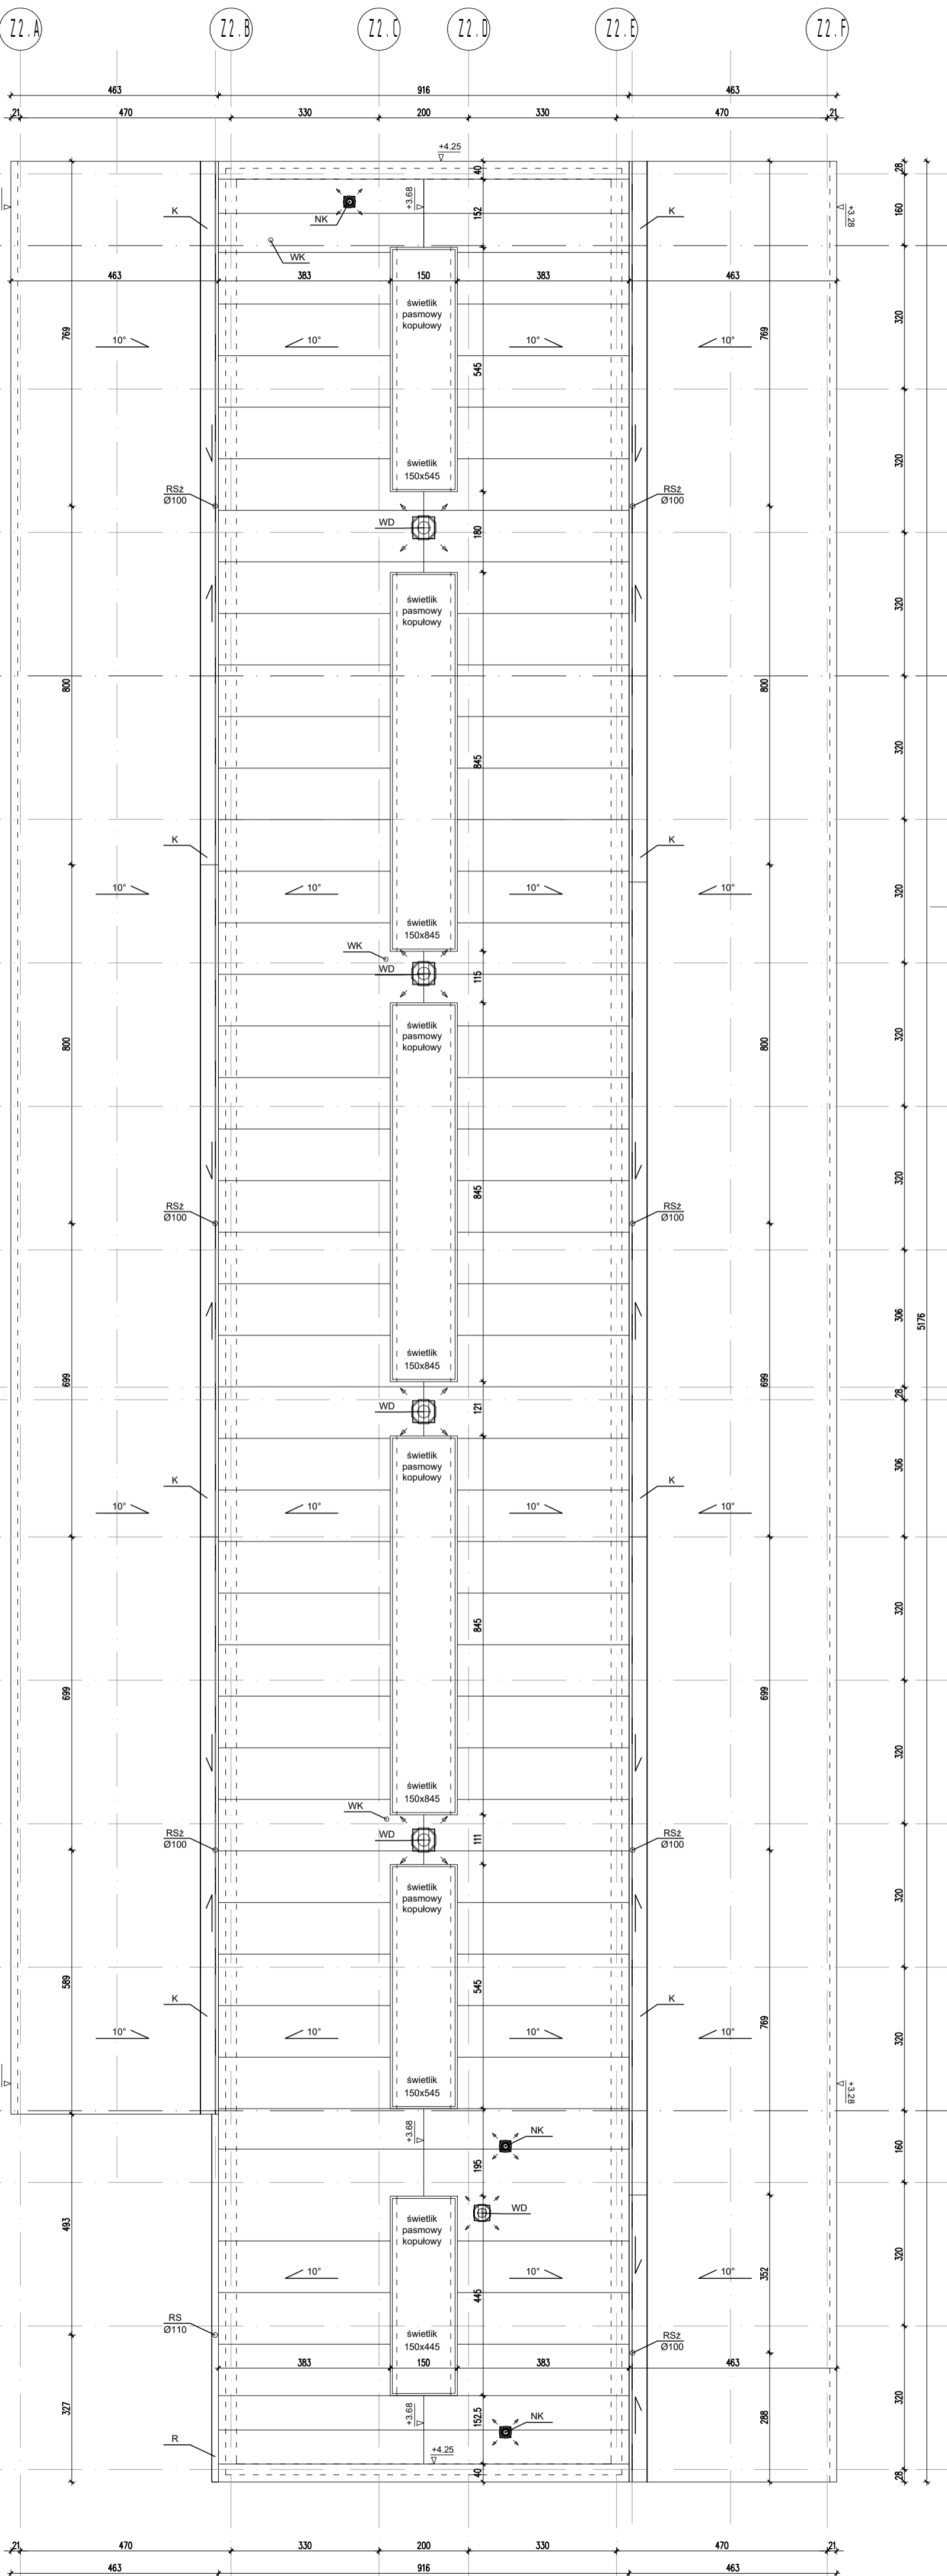 Z2.A Z2.B Z2.C Z2.D Z2.E Z2.F
463 916 463
21 470 330 200 330 470 21
+4.25
40
28
+3.68
152
160
+3.28
K
NK
K
WK
463 383 150 383 463
świetlik
pasmowy
kopułowy
320
769
10° 10° 10° 10°
769
545
320
świetlik
150x545
RSż
Ø100
RSż
Ø100
WD
180
320
świetlik
pasmowy
kopułowy
800
800
845
320
K
K
10° 10° 10° 10°
320
świetlik
150x845
WK
WD
115
świetlik
pasmowy
kopułowy
320
800
800
845
320
RSż
Ø100
RSż
Ø100
306
5176
świetlik
150x845
699
699
28
WD
121
świetlik
pasmowy
kopułowy
306
K
K
10° 10° 10° 10°
320
845
699
699
320
świetlik
150x845
WK
RSż
Ø100
WD
111
RSż
Ø100
świetlik
pasmowy
kopułowy
320
589
545
K
K
769
10° 10° 10° 10°
320
świetlik
150x545
+3.28
+3.68
NK
195
160
WD
493
świetlik
pasmowy
kopułowy
320
10° 10° 10°
352
445
RS
Ø110
świetlik
150x445
RSż
Ø100
383 150 383 463
320
327
+3.68
152.5
NK
288
R
+4.25
40
28
21 470 330 200 330 470 21
463 916 463